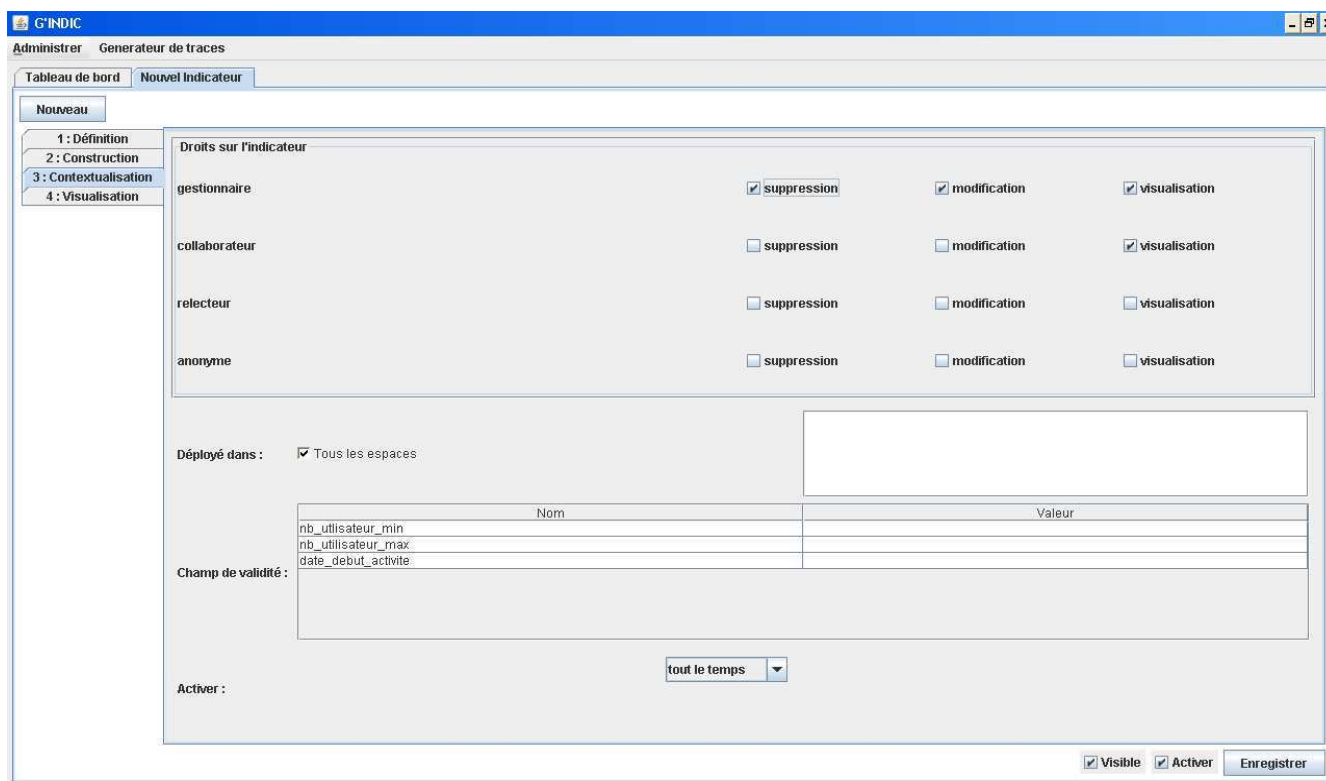 G'INDIC
Administrer Generateur de traces
Tableau de bord Nouvel Indicateur
Nouveau
1 : Définition
2 : Construction
3 : Contextualisation
4 : Visualisation
Droits sur l'indicateur
gestionnaire suppression modification visualisation
collaborateur suppression modification visualisation
relecteur suppression modification visualisation
anonyme suppression modification visualisation
Déployé dans : Tous les espaces
Nom Valeur
nb_utlisateur_min
nb_utilisateur_max
date_debut_activite
Champ de validité :
tout le temps
Activer :
Visible Activer Enregistrer